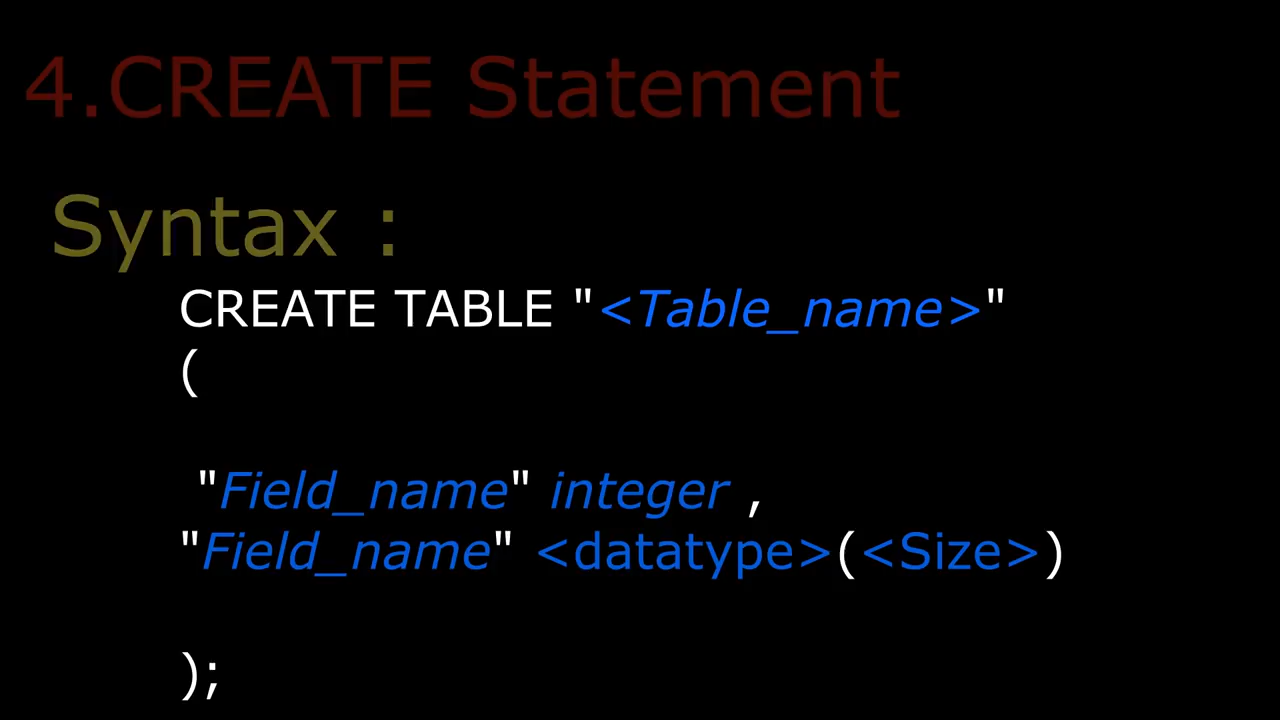 4.CREATE Statement
Syntax :
CREATE TABLE "<Table_name>"
(
"Field_name" integer ,
"Field_name" <datatype>(<Size>)
);